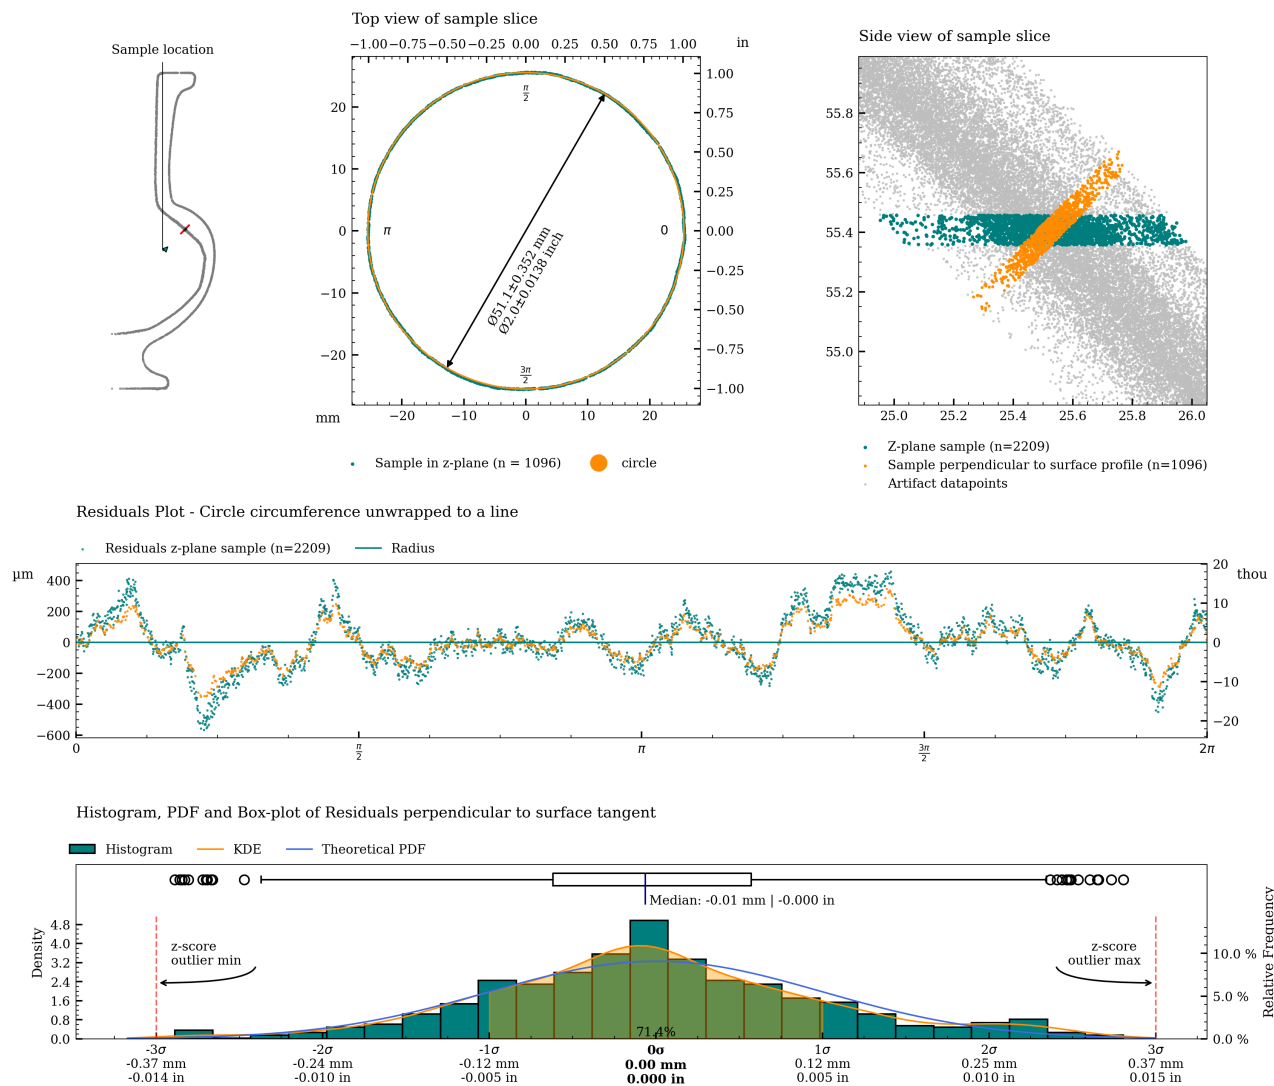 Sample location
Top view of sample slice
−1.00 −0.75 −0.50 −0.25 0.00 0.25 0.50 0.75 1.00 in
20
10
0
−10
−20
mm
−20 −10 0 10 20
1.00
0.75
0.50
0.25
0.00
−0.25
−0.50
−0.75
−1.00
π/2
π
0
3π/2
Ø51.1±0.352 mm
Ø2.0±0.0138 inch
Sample in z-plane (n = 1096) circle
Side view of sample slice
55.8
55.6
55.4
55.2
55.0
25.0 25.2 25.4 25.6 25.8 26.0
Z-plane sample (n=2209)
Sample perpendicular to surface profile (n=1096)
Artifact datapoints
Residuals Plot - Circle circumference unwrapped to a line
Residuals z-plane sample (n=2209) Radius
µm
400
200
0
−200
−400
−600
thou
20
10
0
−10
−20
0 π/2 π 3π/2 2π
Histogram, PDF and Box-plot of Residuals perpendicular to surface tangent
Histogram KDE Theoretical PDF
Median: -0.01 mm | -0.000 in
Density
4.8
4.0
3.2
2.4
1.6
0.8
0.0
z-score
outlier min
z-score
outlier max
71.4%
Relative Frequency
10.0 %
5.0 %
0.0 %
-3σ -2σ -1σ 0σ 1σ 2σ 3σ
-0.37 mm -0.24 mm -0.12 mm 0.00 mm 0.12 mm 0.25 mm 0.37 mm
-0.014 in -0.010 in -0.005 in 0.000 in 0.005 in 0.010 in 0.015 in